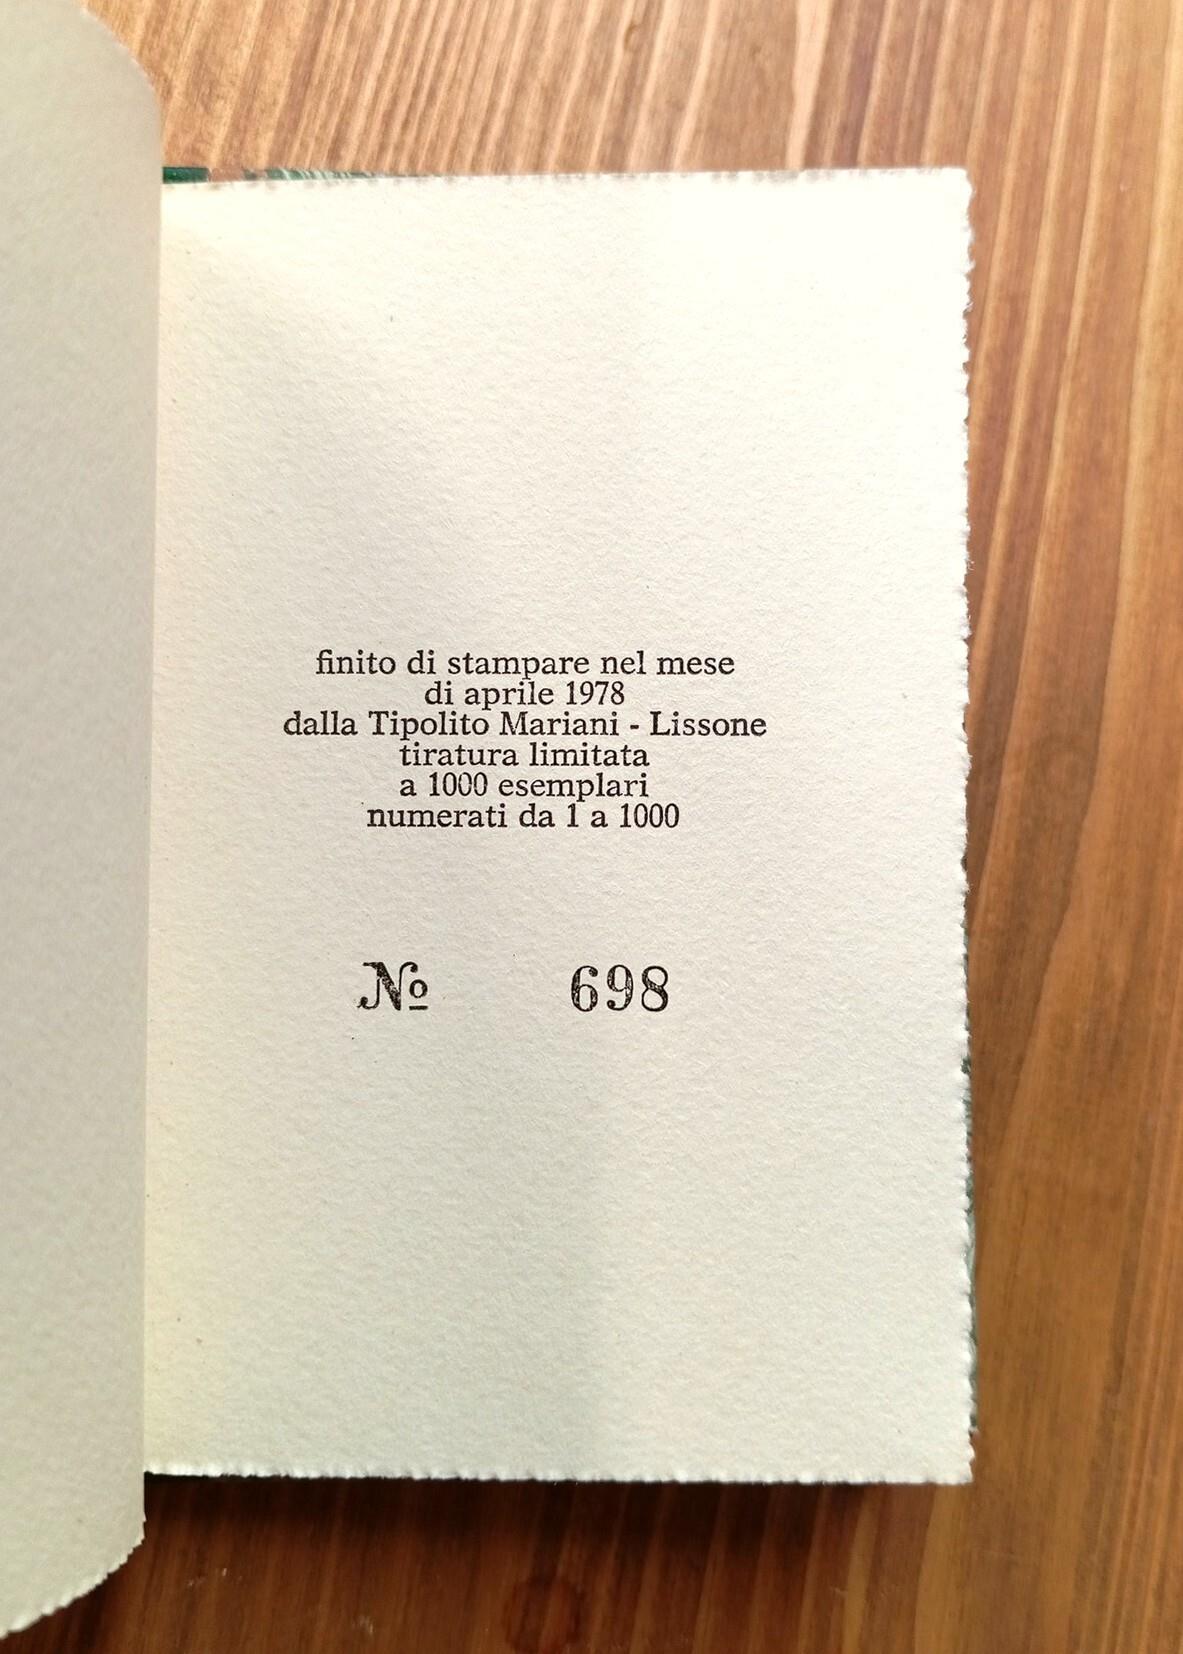 finito di stampare nel mese
di aprile 1978
dalla Tipolito Mariani - Lissone
tiratura limitata
a 1000 esemplari
numerati da 1 a 1000
No 698